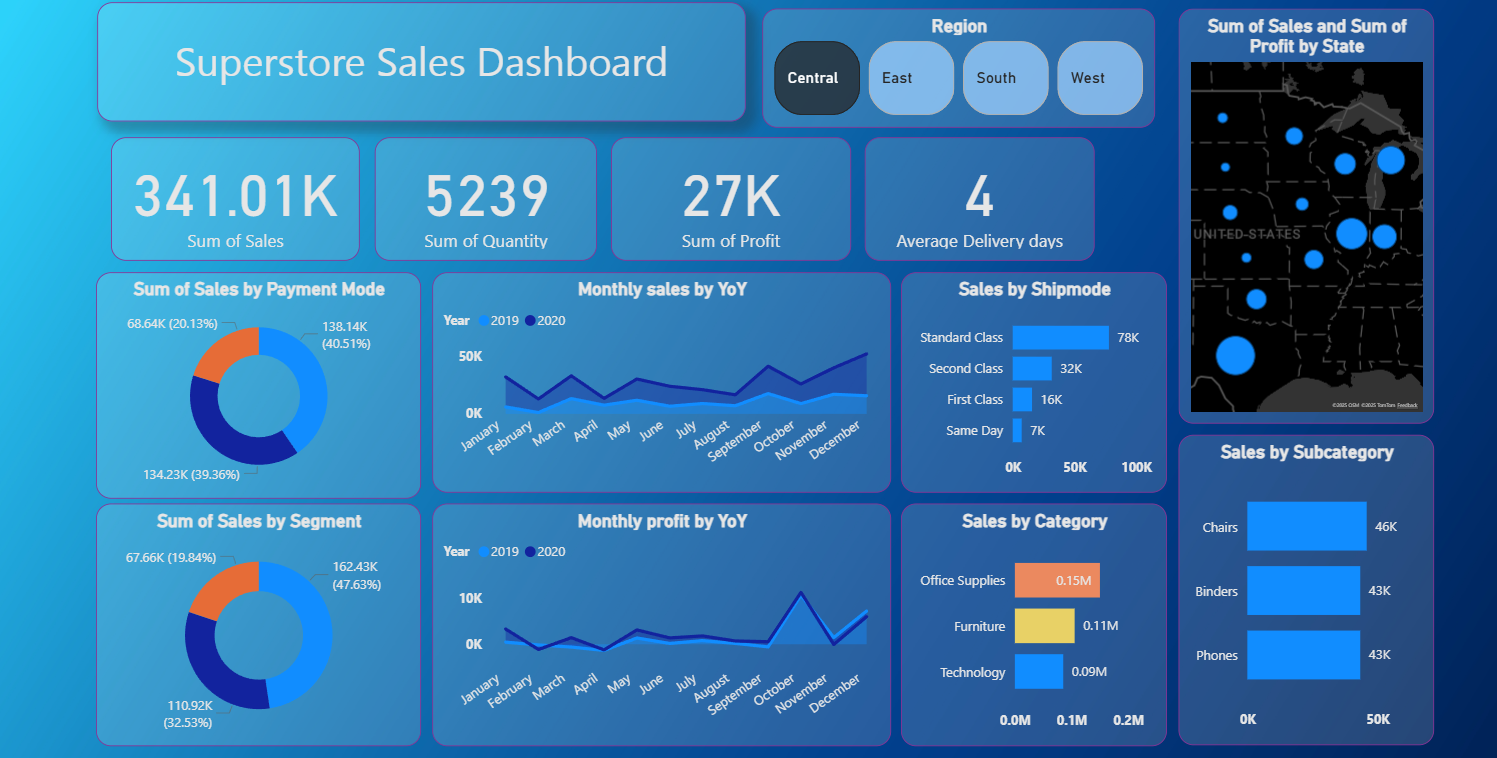 Superstore Sales Dashboard
Region
Central
East
South
West
341.01K
Sum of Sales
5239
Sum of Quantity
27K
Sum of Profit
4
Average Delivery days
Sum of Sales and Sum of
Profit by State
UNITED STATES
©2025 OSM ©2025 TomTom Feedback
Sum of Sales by Payment Mode
68.64K (20.13%)
138.14K
(40.51%)
134.23K (39.36%)
Monthly sales by YoY
Year 2019 2020
50K
0K
January
February
March
April
May
June
July
August
September
October
November
December
Sales by Shipmode
Standard Class 78K
Second Class 32K
First Class 16K
Same Day 7K
0K 50K 100K
Sum of Sales by Segment
67.66K (19.84%)
162.43K
(47.63%)
110.92K
(32.53%)
Monthly profit by YoY
Year 2019 2020
10K
0K
January
February
March
April
May
June
July
August
September
October
November
December
Sales by Category
Office Supplies 0.15M
Furniture 0.11M
Technology 0.09M
0.0M 0.1M 0.2M
Sales by Subcategory
Chairs 46K
Binders 43K
Phones 43K
0K 50K